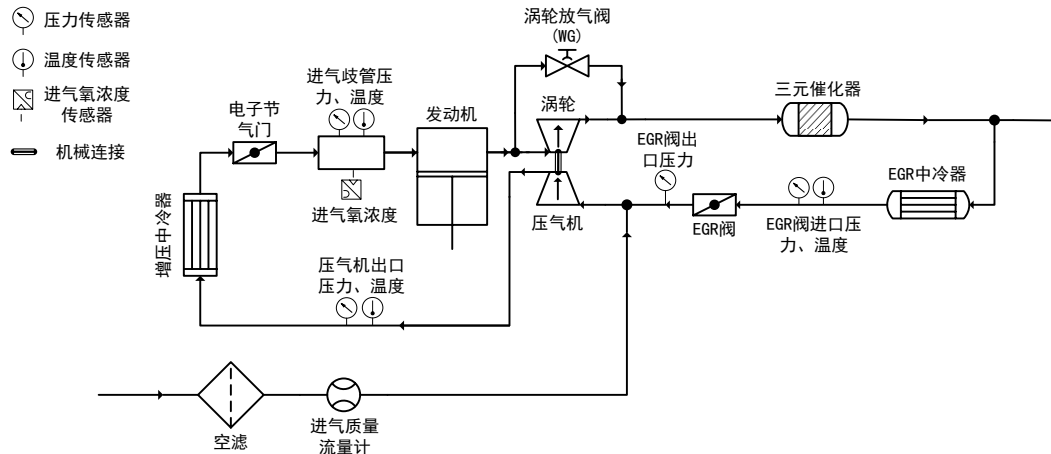 压力传感器
温度传感器
进气氧浓度
传感器
机械连接
涡轮放气阀
(WG)
进气歧管压
力、温度
电子节
气门
发动机
涡轮
三元催化器
EGR阀出
口压力
EGR中冷器
进气氧浓度
压气机
EGR阀
EGR阀进口压
力、温度
增压中冷器
压气机出口
压力、温度
空滤
进气质量
流量计